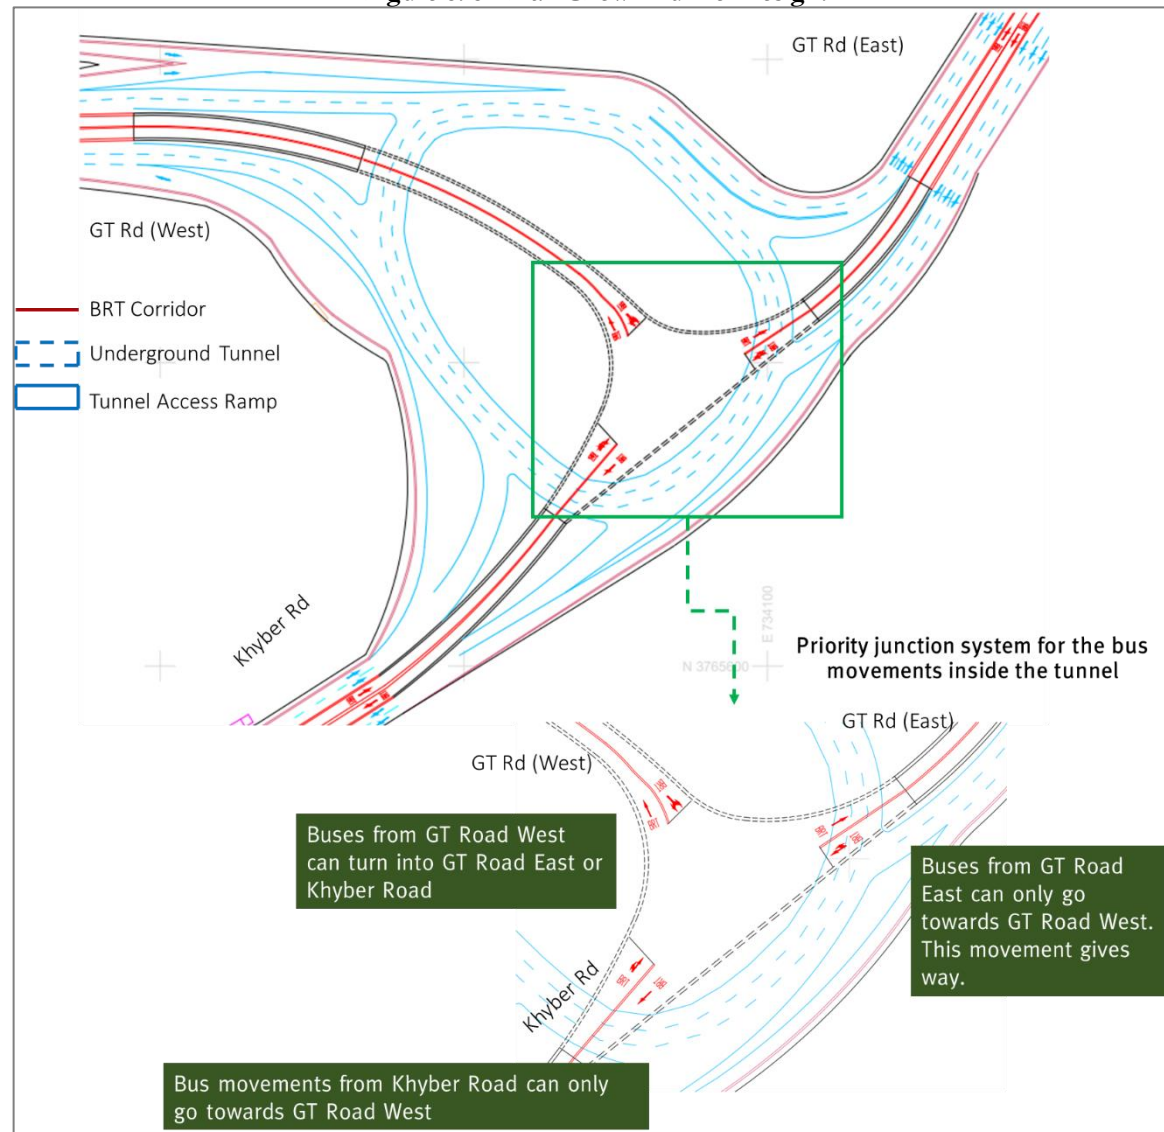 GT Rd (East)
GT Rd (West)
BRT Corridor
Underground Tunnel
Tunnel Access Ramp
Khyber Rd
E 734100
Priority junction system for the bus
movements inside the tunnel
GT Rd (East)
GT Rd (West)
Buses from GT Road West
can turn into GT Road East or
Khyber Road
Buses from GT Road
East can only go
towards GT Road West.
This movement gives
way.
Khyber Rd
Bus movements from Khyber Road can only
go towards GT Road West